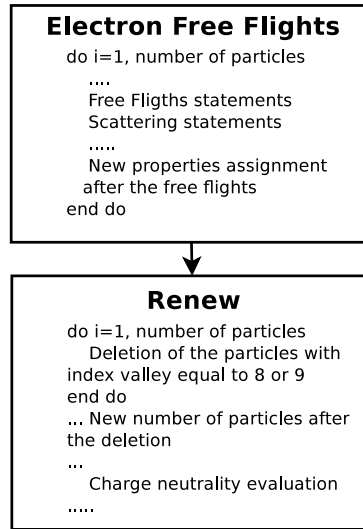 Electron Free Flights
do i=1, number of particles
....
Free Fligths statements
Scattering statements
.....
New properties assignment
after the free flights
end do
Renew
do i=1, number of particles
Deletion of the particles with
index valley equal to 8 or 9
end do
... New number of particles after
the deletion
...
Charge neutrality evaluation
.....